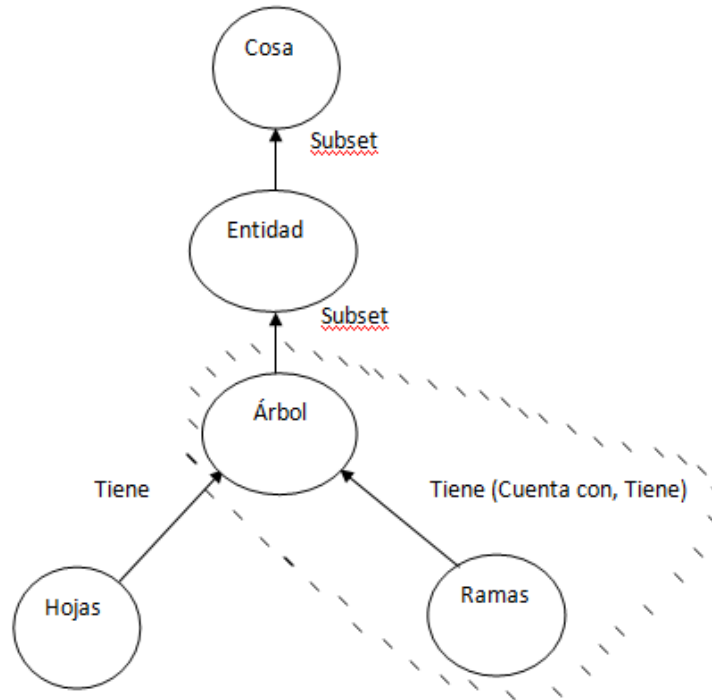 Cosa
Subset
Entidad
Subset
Árbol
Tiene
Tiene (Cuenta con, Tiene)
Hojas
Ramas